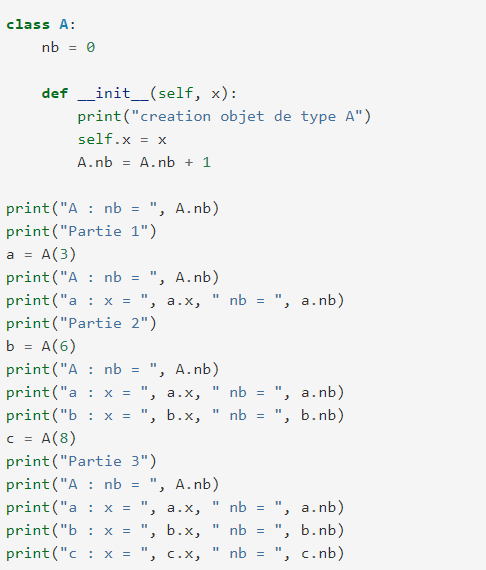 class A:
    nb = 0

    def __init__(self, x):
        print("creation objet de type A")
        self.x = x
        A.nb = A.nb + 1

print("A : nb = ", A.nb)
print("Partie 1")
a = A(3)
print("A : nb = ", A.nb)
print("a : x = ", a.x, " nb = ", a.nb)
print("Partie 2")
b = A(6)
print("A : nb = ", A.nb)
print("a : x = ", a.x, " nb = ", a.nb)
print("b : x = ", b.x, " nb = ", b.nb)
c = A(8)
print("Partie 3")
print("A : nb = ", A.nb)
print("a : x = ", a.x, " nb = ", a.nb)
print("b : x = ", b.x, " nb = ", b.nb)
print("c : x = ", c.x, " nb = ", c.nb)